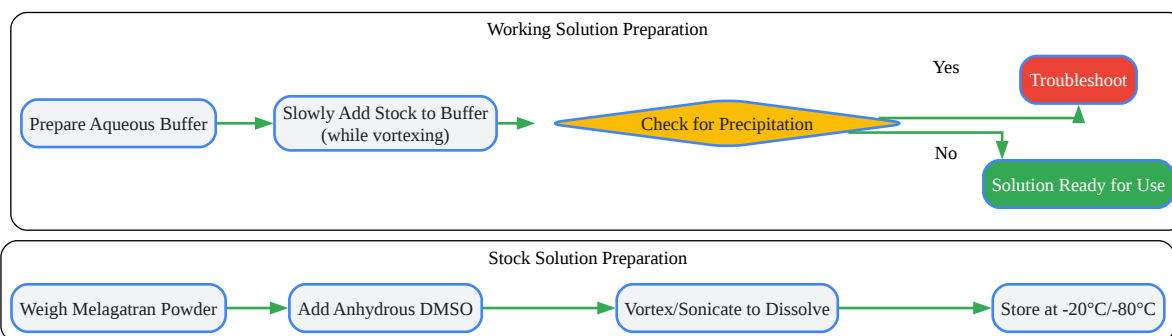 Working Solution Preparation
Prepare Aqueous Buffer
Slowly Add Stock to Buffer
(while vortexing)
Check for Precipitation
Yes
Troubleshoot
No
Solution Ready for Use
Stock Solution Preparation
Weigh Melagatran Powder
Add Anhydrous DMSO
Vortex/Sonicate to Dissolve
Store at -20°C/-80°C